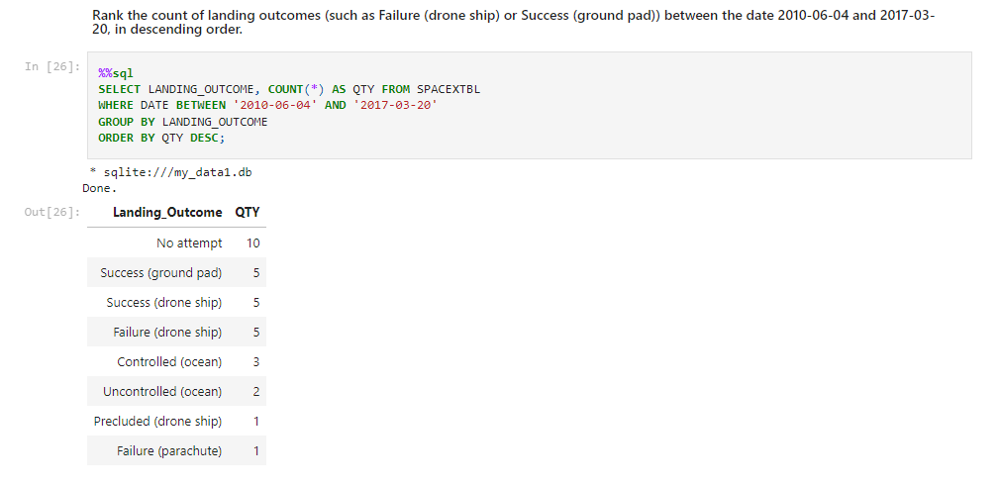 Rank the count of landing outcomes (such as Failure (drone ship) or Success (ground pad)) between the date 2010-06-04 and 2017-03-
20, in descending order.
In [26]:
%%sql
SELECT LANDING_OUTCOME, COUNT(*) AS QTY FROM SPACEXTBL
WHERE DATE BETWEEN '2010-06-04' AND '2017-03-20'
GROUP BY LANDING_OUTCOME
ORDER BY QTY DESC;
* sqlite:///my_data1.db
Done.
Out[26]:
Landing_Outcome QTY
No attempt 10
Success (ground pad) 5
Success (drone ship) 5
Failure (drone ship) 5
Controlled (ocean) 3
Uncontrolled (ocean) 2
Precluded (drone ship) 1
Failure (parachute) 1